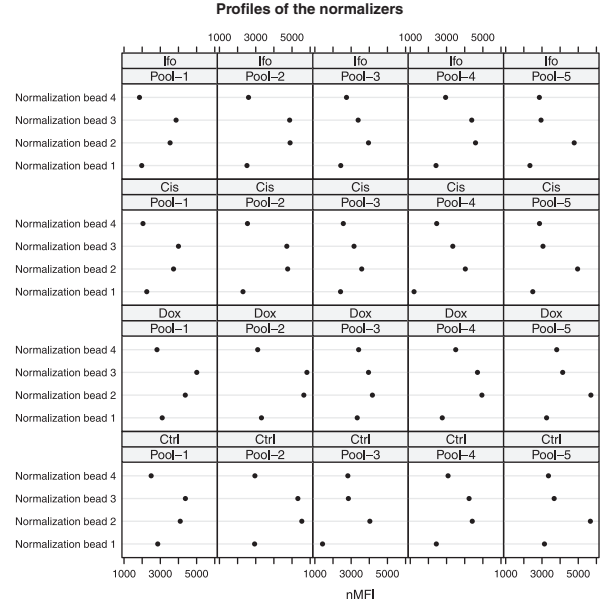 Profiles of the normalizers
1000 3000 5000 1000 3000 5000
Ifo Ifo Ifo Ifo Ifo
Pool–1 Pool–2 Pool–3 Pool–4 Pool–5
Normalization bead 4
Normalization bead 3
Normalization bead 2
Normalization bead 1
Cis Cis Cis Cis Cis
Pool–1 Pool–2 Pool–3 Pool–4 Pool–5
Normalization bead 4
Normalization bead 3
Normalization bead 2
Normalization bead 1
Dox Dox Dox Dox Dox
Pool–1 Pool–2 Pool–3 Pool–4 Pool–5
Normalization bead 4
Normalization bead 3
Normalization bead 2
Normalization bead 1
Ctrl Ctrl Ctrl Ctrl Ctrl
Pool–1 Pool–2 Pool–3 Pool–4 Pool–5
Normalization bead 4
Normalization bead 3
Normalization bead 2
Normalization bead 1
1000 3000 5000 1000 3000 5000 1000 3000 5000
nMFI